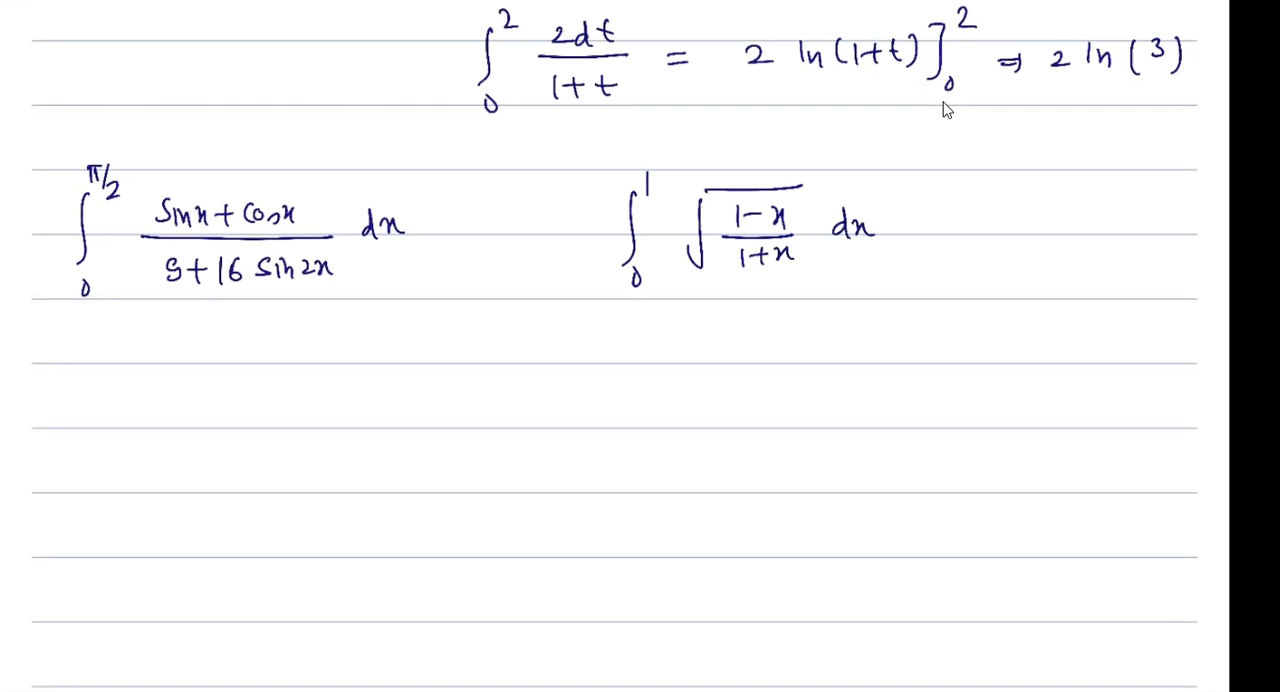 ∫₀² 2dt/(1+t) = 2 ln(1+t)]₀² ⇒ 2 ln(3)
∫₀^(π/2) (Sinx + Cosx)/(9+16 Sin2x) dx    ∫₀¹ √((1-x)/(1+x)) dx